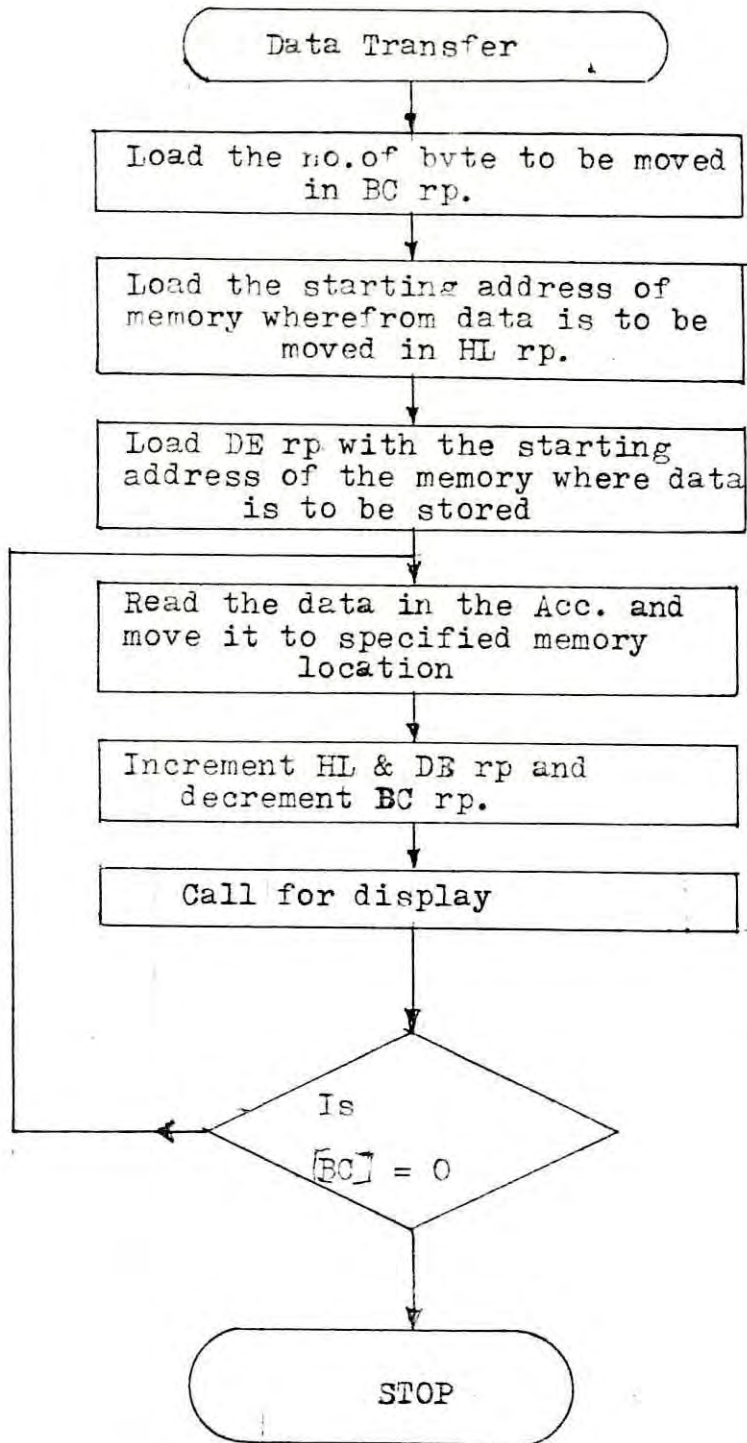 Data Transfer
Load the no.of byte to be moved
in BC rp.
Load the starting address of
memory wherefrom data is to be
moved in HL rp.
Load DE rp with the starting
address of the memory where data
is to be stored
Read the data in the Acc. and
move it to specified memory
location
Increment HL & DE rp and
decrement BC rp.
Call for display
Is
[BC] = 0
STOP